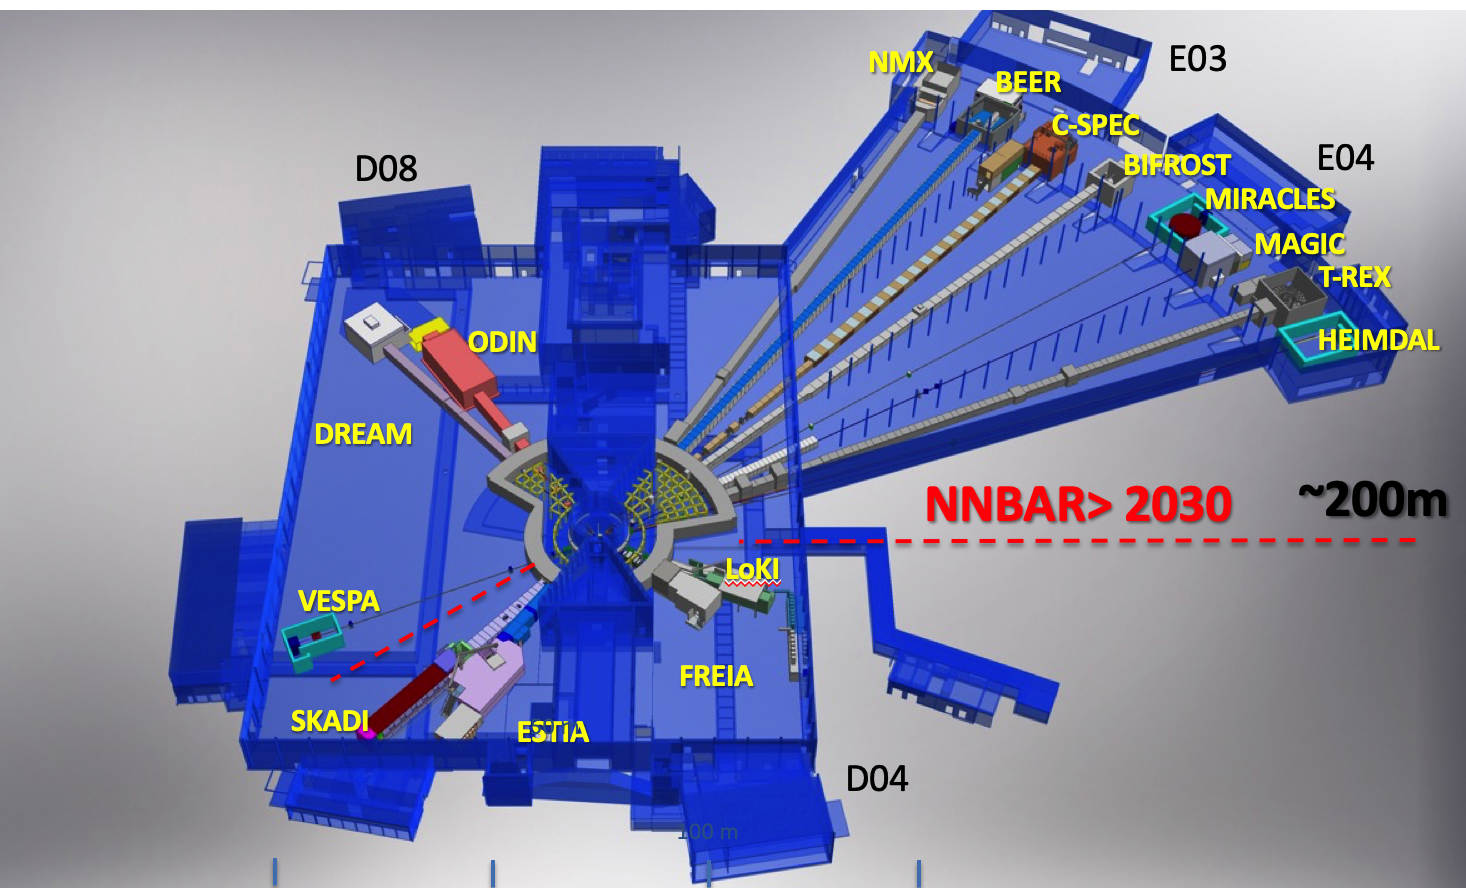 NMX
E03
BEER
C-SPEC
D08
BIFROST
E04
MIRACLES
MAGIC
T-REX
ODIN
HEIMDAL
DREAM
NNBAR> 2030
~200m
LoKI
VESPA
FREIA
SKADI
ESTIA
D04
100 m